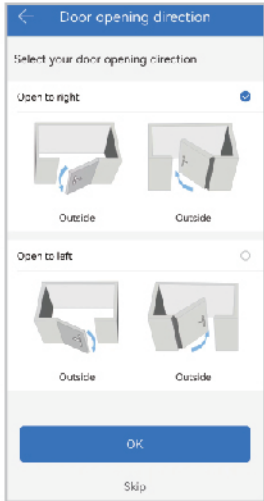 Door opening direction
Select your door opening direction
Open to right
Outside Outside
Open to left
Outside Outside
OK
Skip